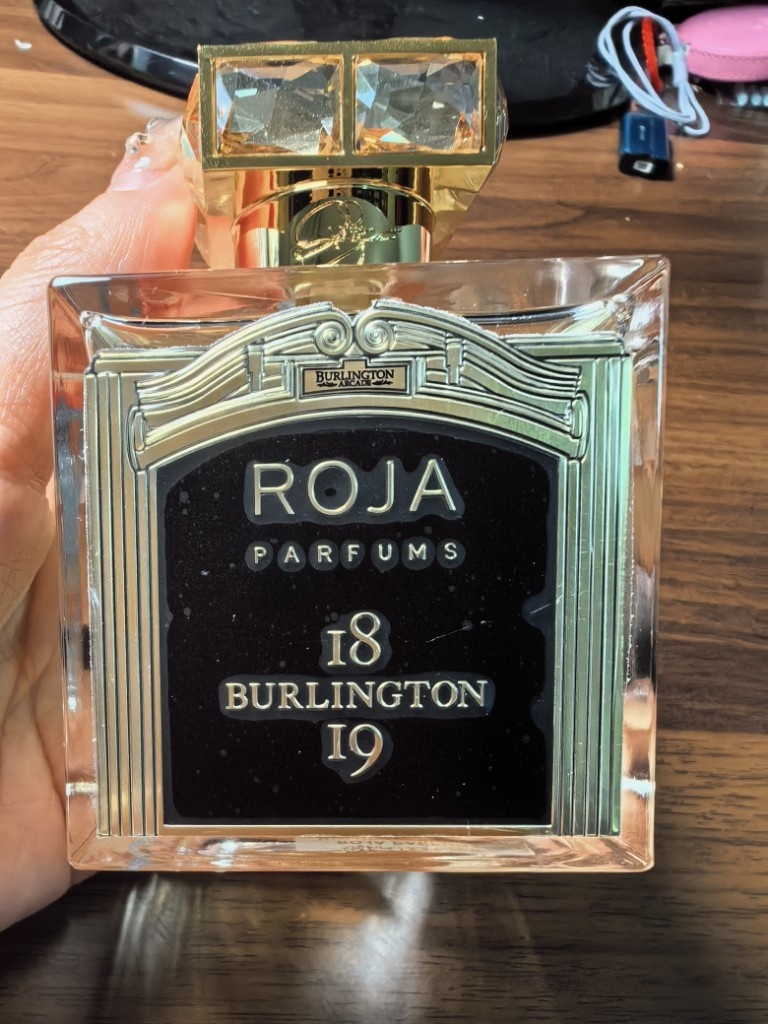 BURLINGTON
ARCADE
ROJA
PARFUMS
18
BURLINGTON
19